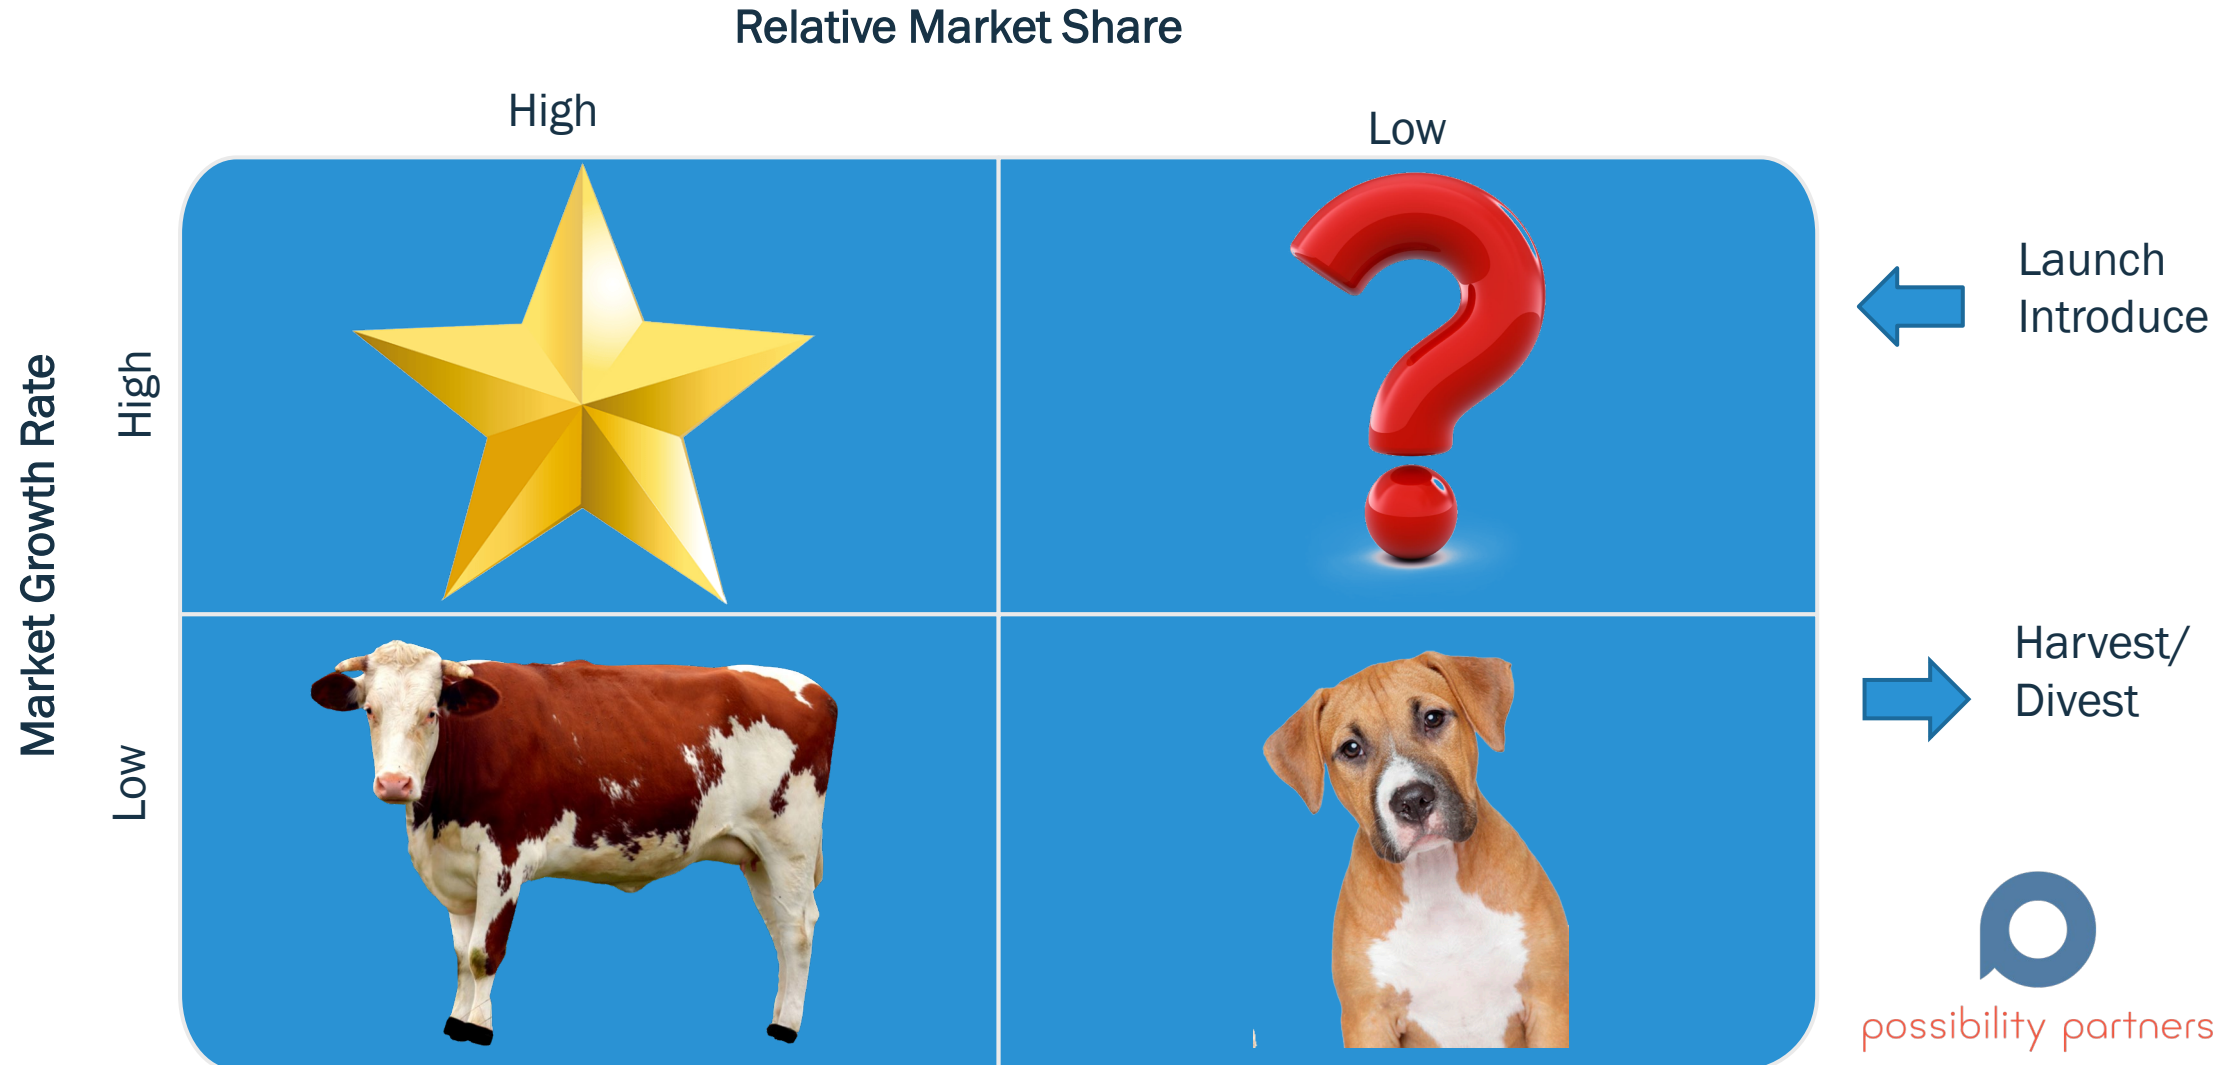 Relative Market Share
High
Low
Market Growth Rate
High
Low
Launch
Introduce
Harvest/
Divest
possibility partners